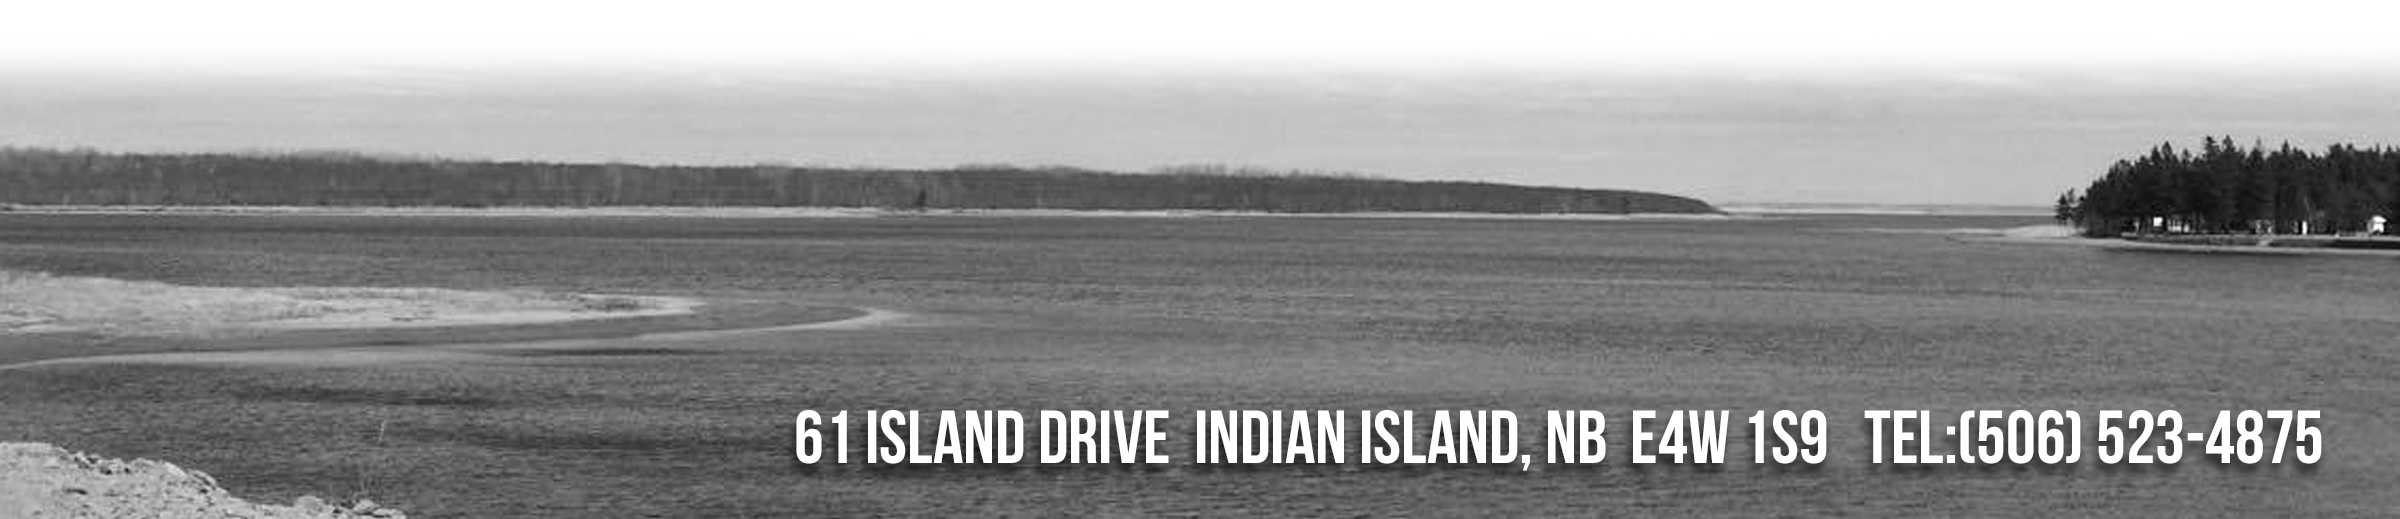 61 ISLAND DRIVE INDIAN ISLAND, NB E4W 1S9 TEL:(506) 523-4875